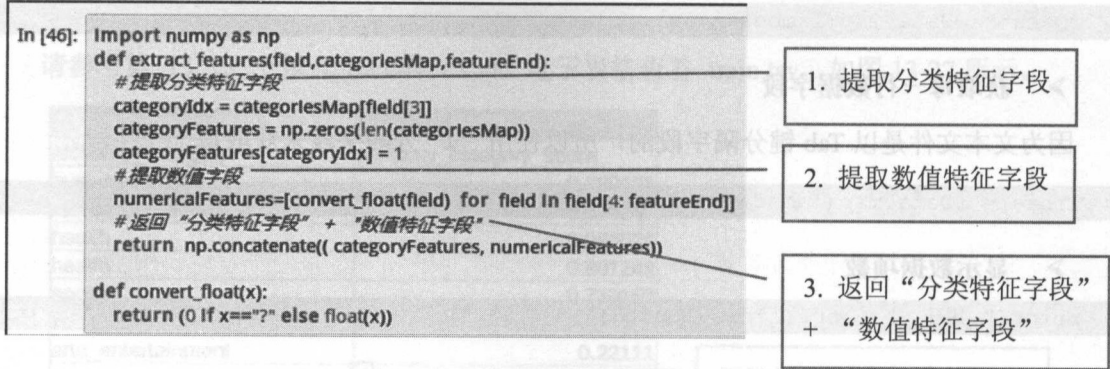 In [46]: Import numpy as np
def extract_features(field,categoriesMap,featureEnd):
#提取分类特征字段
categoryIdx = categoriesMap[field[3]]
categoryFeatures = np.zeros(len(categoriesMap))
categoryFeatures[categoryIdx] = 1
#提取数值字段
numericalFeatures=[convert_float(field) for field in field[4: featureEnd]]
#返回 “分类特征字段” + “数值特征字段”
return np.concatenate(( categoryFeatures, numericalFeatures))
def convert_float(x):
return (0 if x=="?" else float(x))
1. 提取分类特征字段
2. 提取数值特征字段
3. 返回“分类特征字段”
+ “数值特征字段”